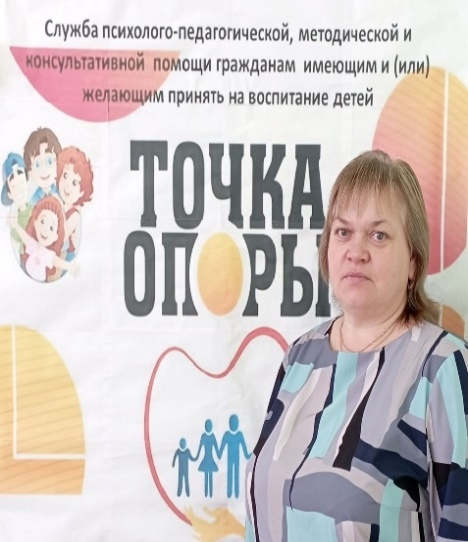 Служба психолого-педагогической, методической и
консультативной помощи гражданам имеющим и (или)
желающим принять на воспитание детей
ТОЧКА
ОПОРЫ